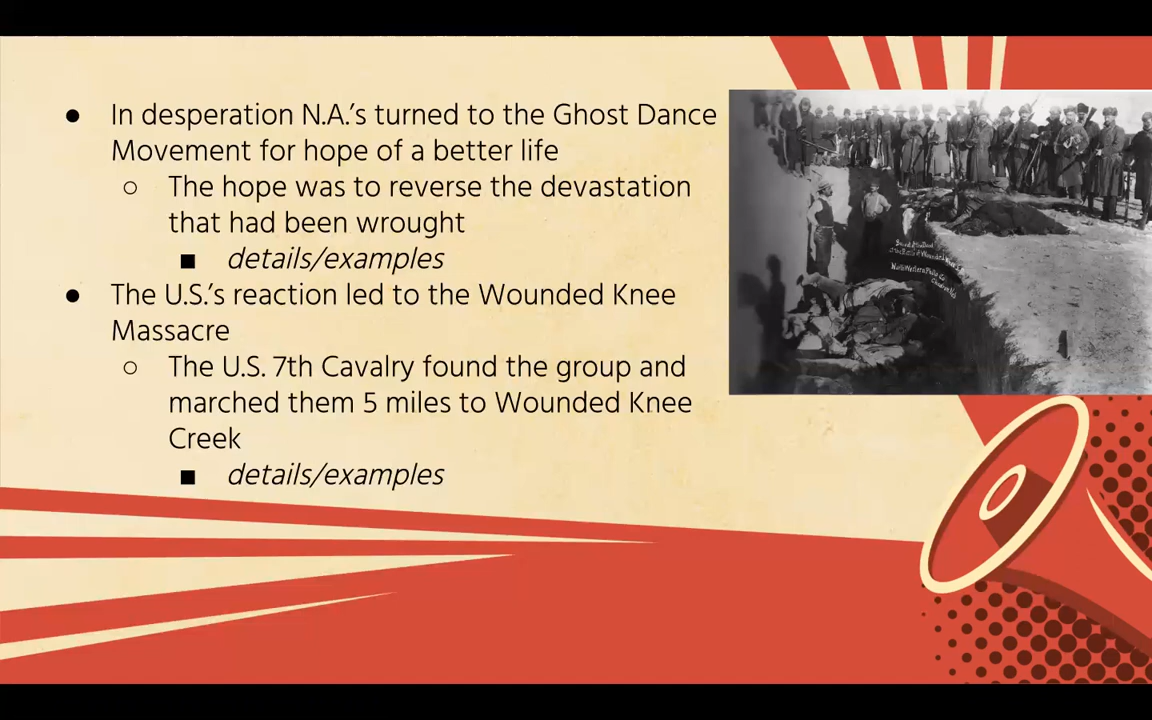 ● In desperation N.A.'s turned to the Ghost Dance
Movement for hope of a better life
○ The hope was to reverse the devastation
that had been wrought
■ details/examples
● The U.S.'s reaction led to the Wounded Knee
Massacre
○ The U.S. 7th Cavalry found the group and
marched them 5 miles to Wounded Knee
Creek
■ details/examples